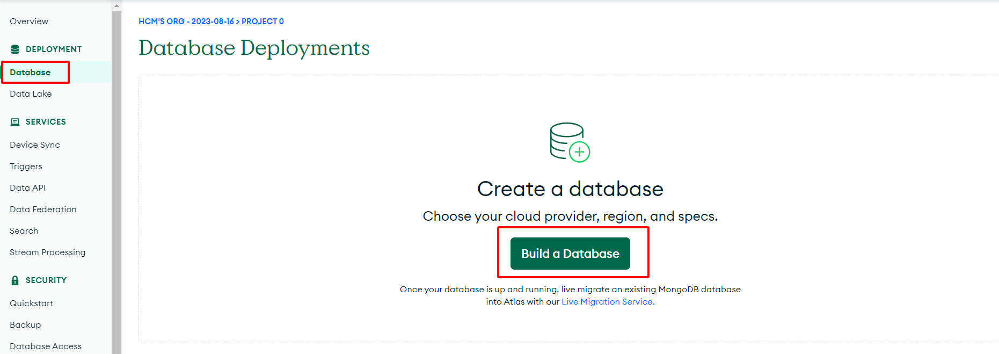 Overview
DEPLOYMENT
Database
Data Lake
SERVICES
Device Sync
Triggers
Data API
Data Federation
Search
Stream Processing
SECURITY
Quickstart
Backup
Database Access
HCM'S ORG - 2023-08-16 > PROJECT 0
Database Deployments
Create a database
Choose your cloud provider, region, and specs.
Build a Database
Once your database is up and running, live migrate an existing MongoDB database
into Atlas with our Live Migration Service.